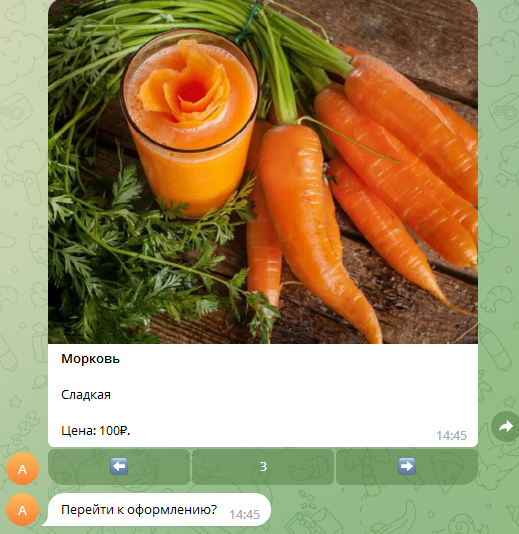 Морковь
Сладкая
Цена: 100₽.
14:45
3
A
A
Перейти к оформлению?
14:45